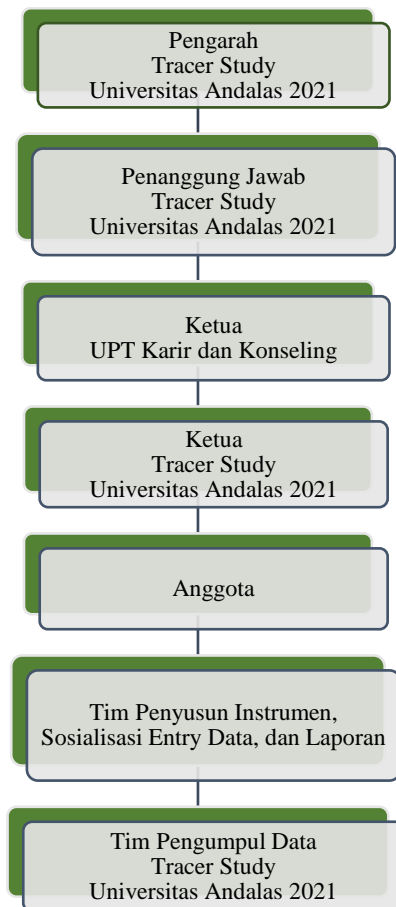 Pengarah
Tracer Study
Universitas Andalas 2021
Penanggung Jawab
Tracer Study
Universitas Andalas 2021
Ketua
UPT Karir dan Konseling
Ketua
Tracer Study
Universitas Andalas 2021
Anggota
Tim Penyusun Instrumen,
Sosialisasi Entry Data, dan Laporan
Tim Pengumpul Data
Tracer Study
Universitas Andalas 2021